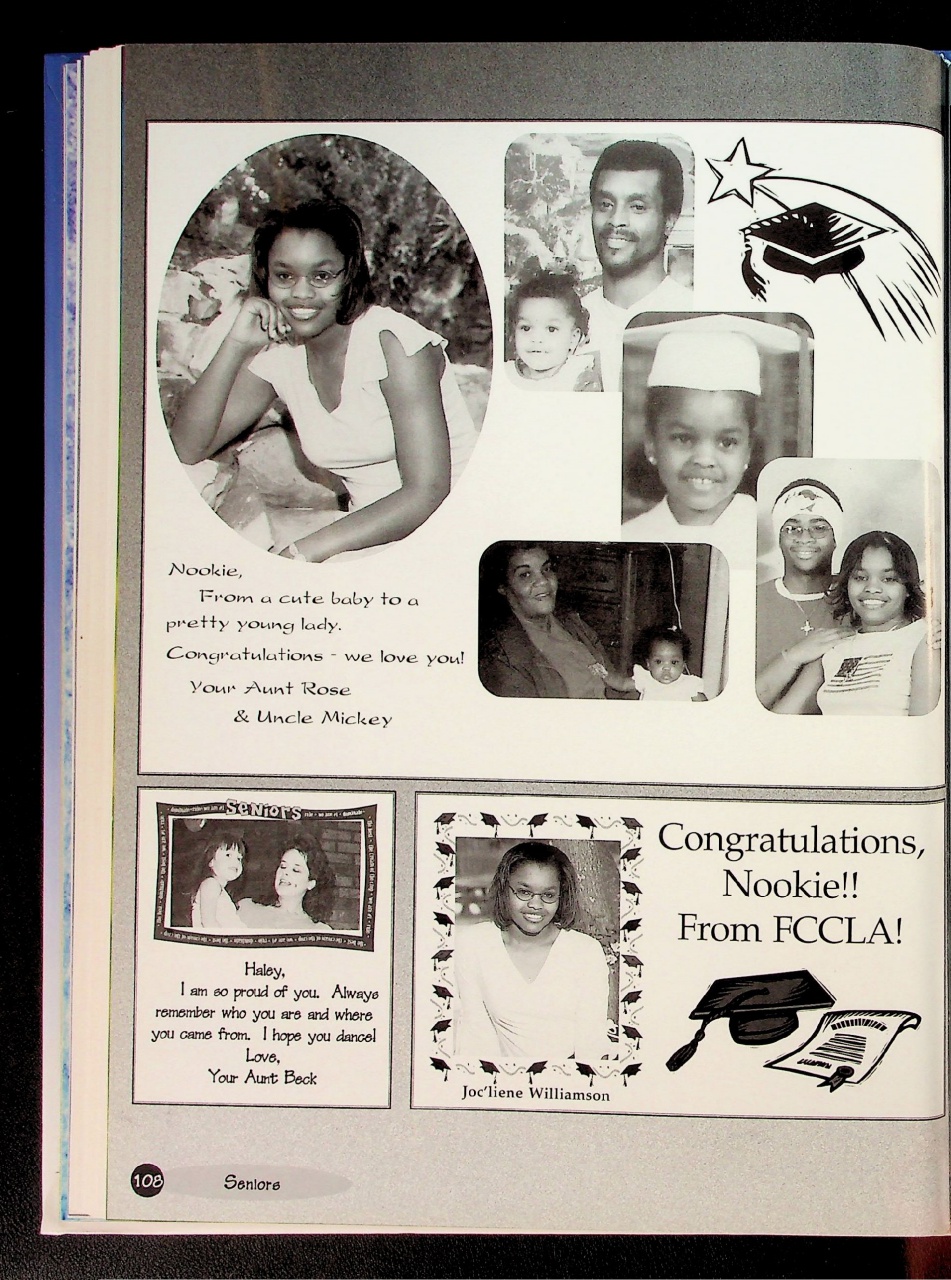 Nookie,
From a cute baby to a
pretty young lady.
Congratulations - we love you!
Your Aunt Rose
& Uncle Mickey
SENIORS
Haley,
I am so proud of you. Always
remember who you are and where
you came from. I hope you dance!
Love,
Your Aunt Beck
Joc'liene Williamson
Congratulations,
Nookie!!
From FCCLA!
108 Seniors